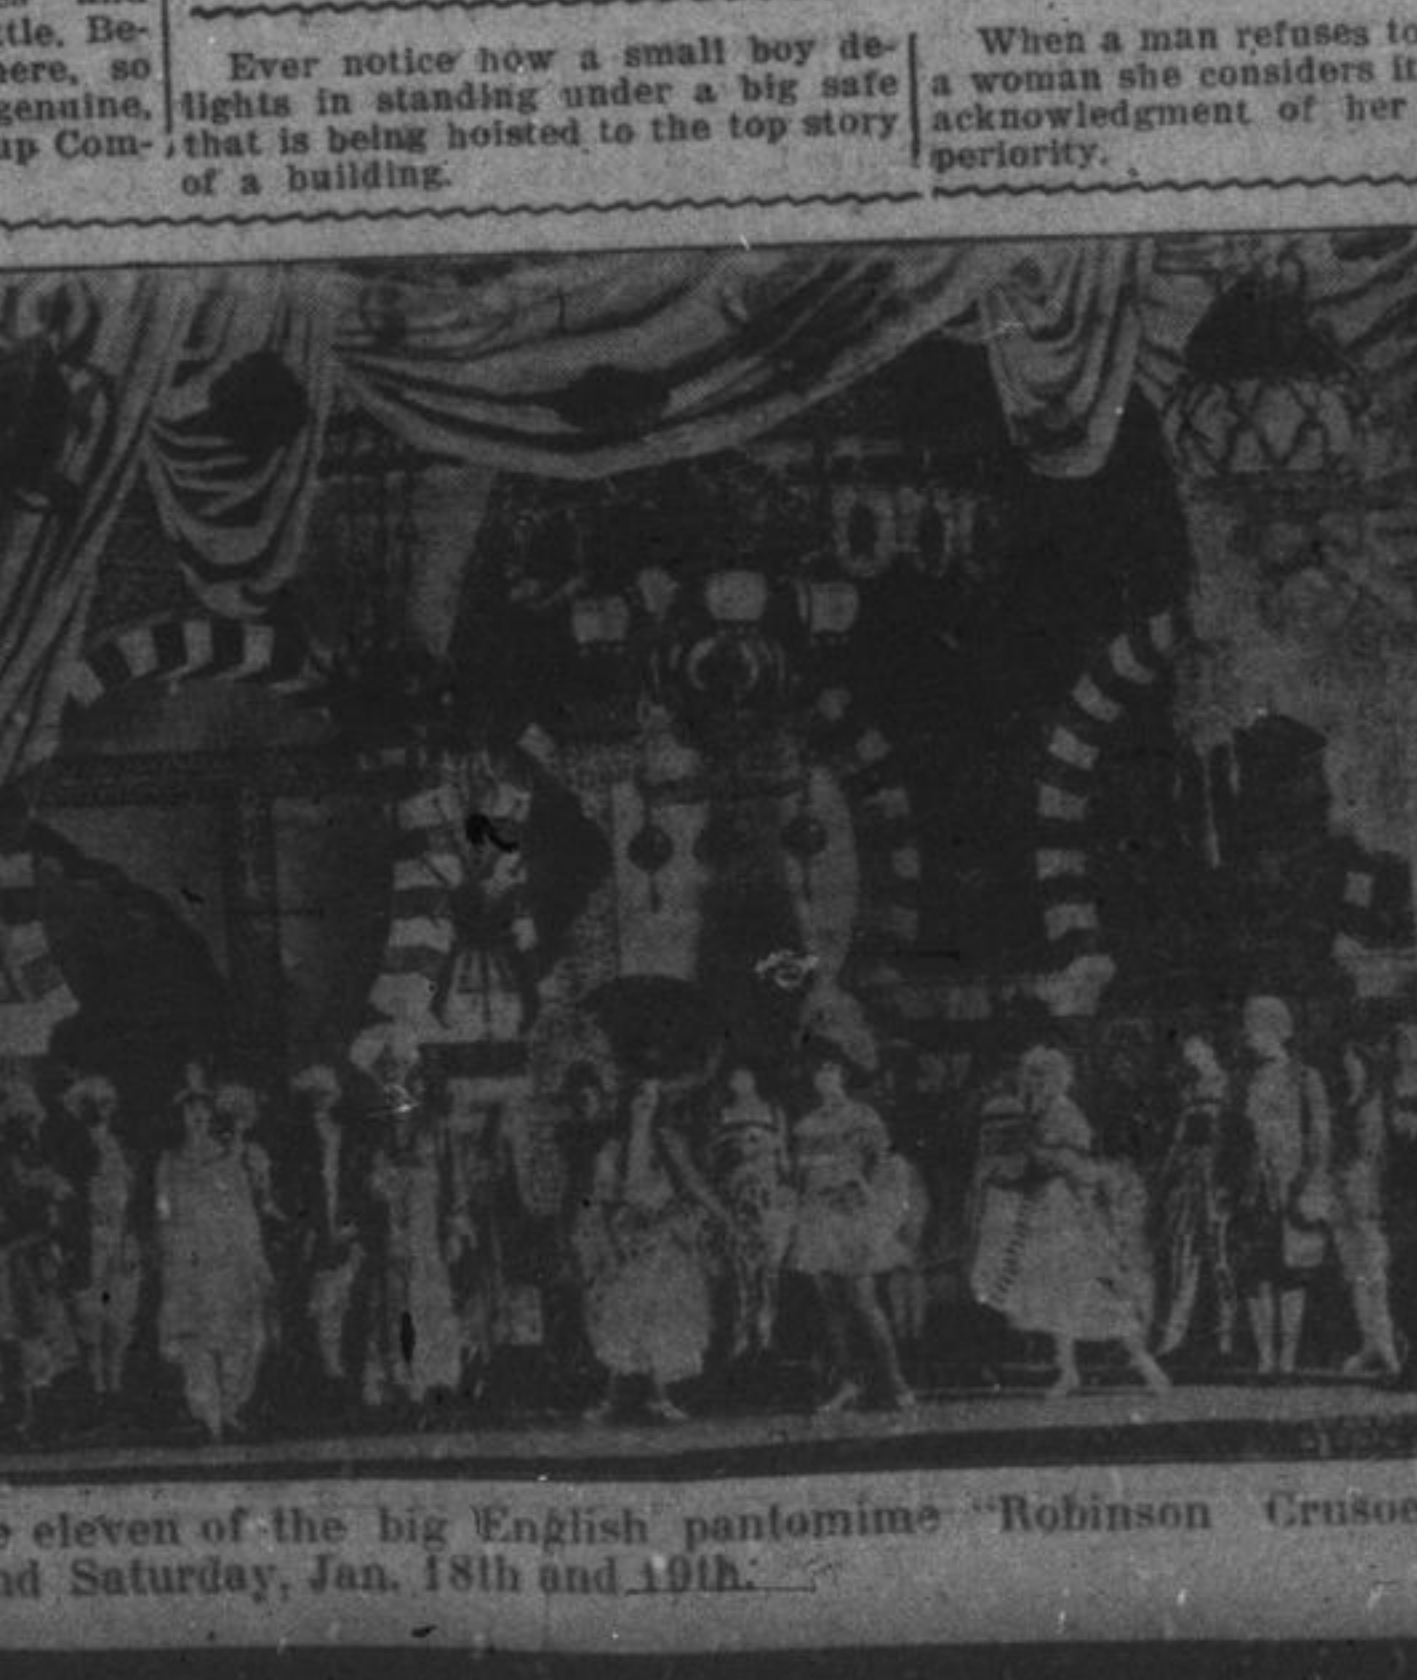 tle. Be-
here, so
genuine,
up Com-
Ever notice how a small boy de-
lights in standing under a big safe
that is being hoisted to the top story
of a building.
When a man refuses to
a woman she considers it
acknowledgment of her
periority.
eleven of the big English pantomime "Robinson Crusoe
nd Saturday, Jan. 18th and 19th.